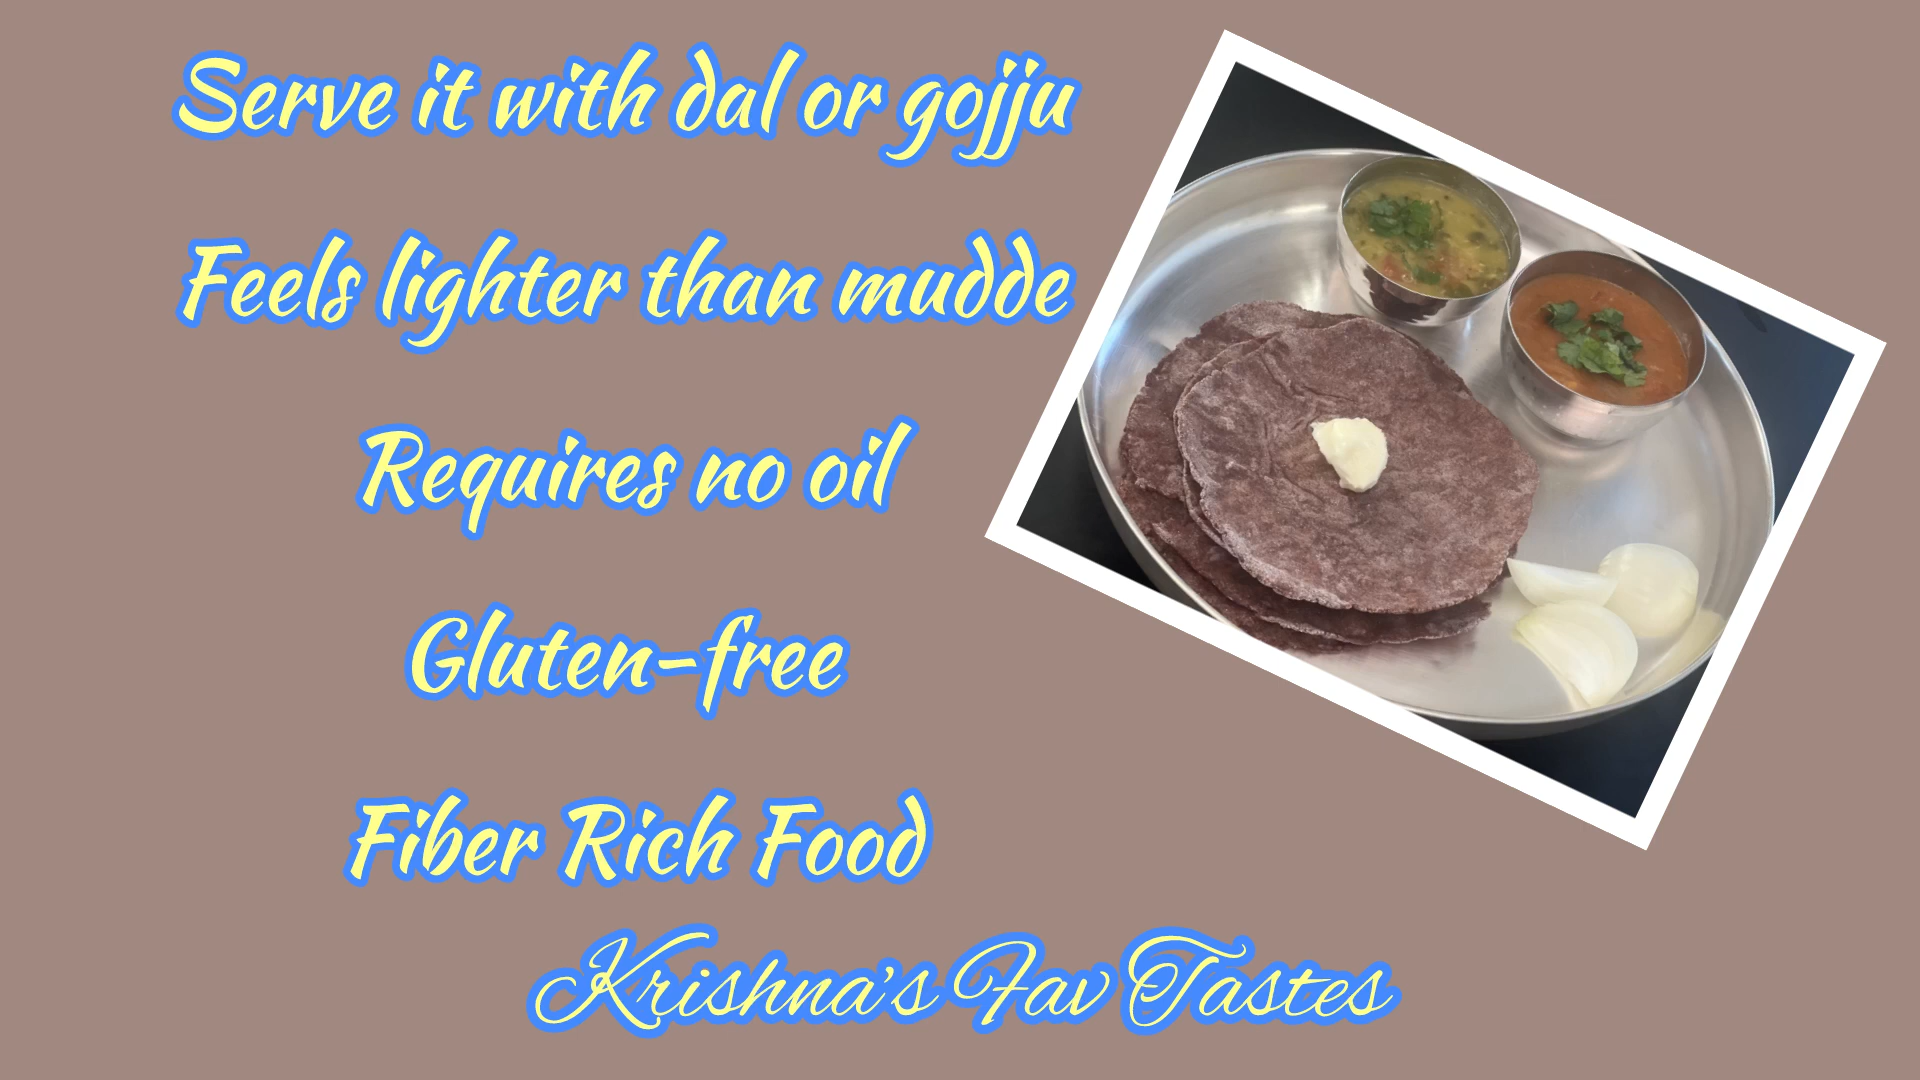 Serve it with dal or gojju
Feels lighter than mudde
Requires no oil
Gluten-free
Fiber Rich Food
Krishna's Fav Tastes